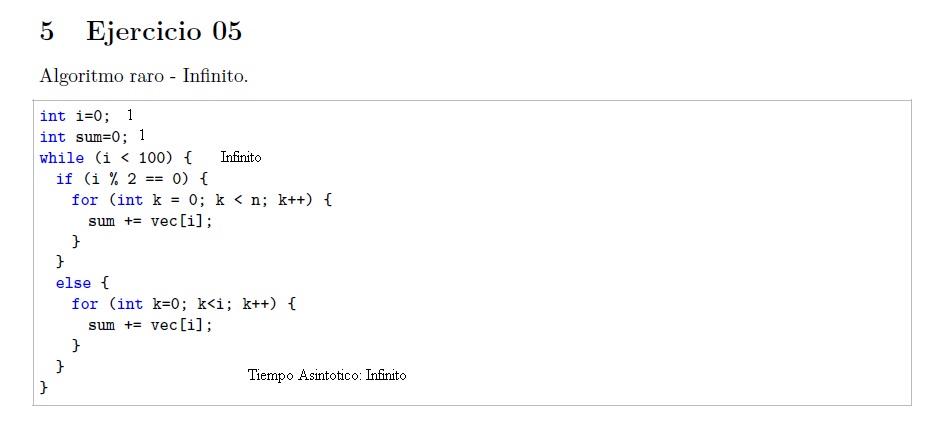 5 Ejercicio 05
Algoritmo raro - Infinito.
int i=0; 1
int sum=0; 1
while (i < 100) { Infinito
if (i % 2 == 0) {
for (int k = 0; k < n; k++) {
sum += vec[i];
}
}
else {
for (int k=0; k<i; k++) {
sum += vec[i];
}
}
Tiempo Asintotico: Infinito
}